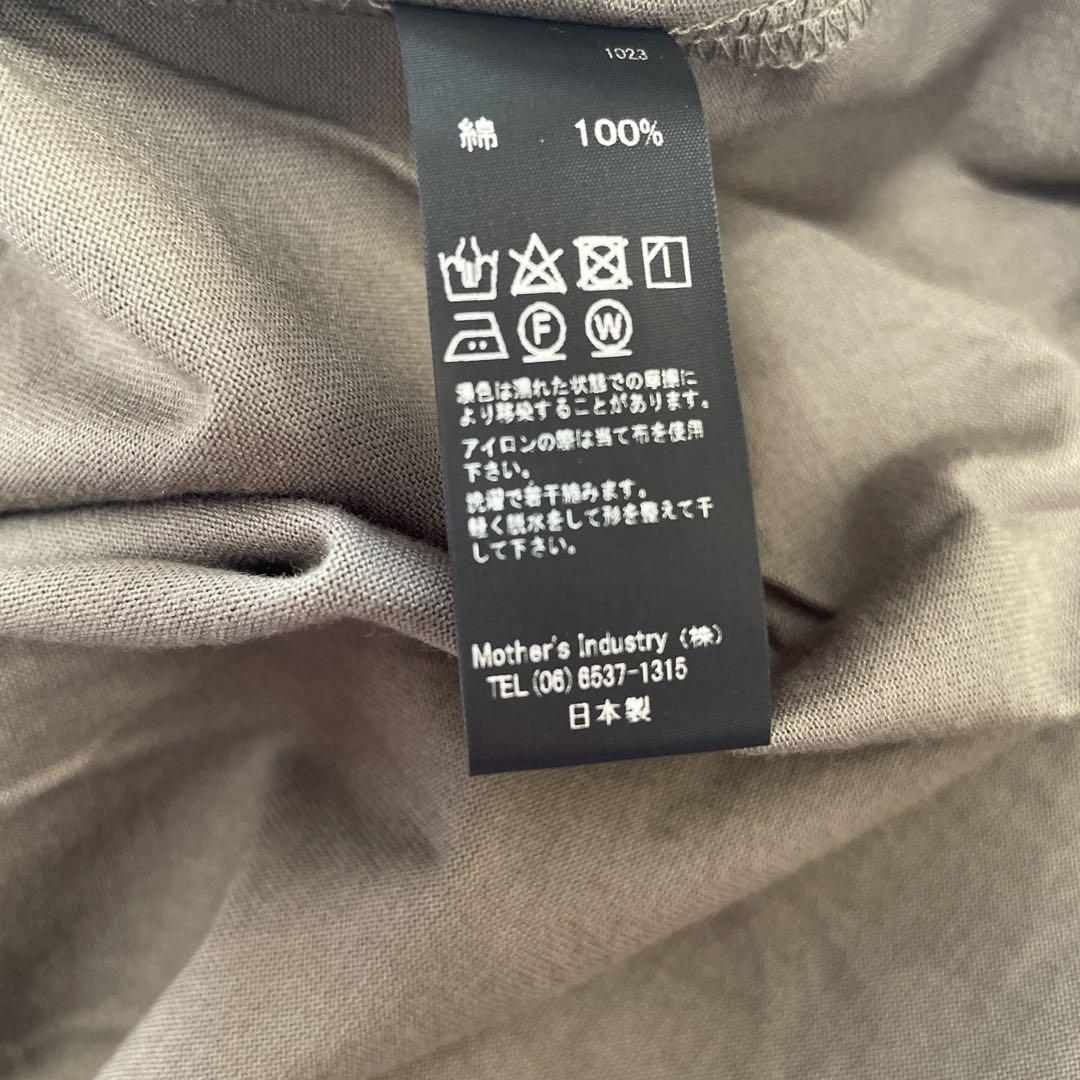 1023
綿 100%
F W
濃色は濡れた状態での摩擦に
より移染することがあります。
アイロンの際は当て布を使用
下さい。
洗濯で若干縮みます。
軽く脱水をして形を整えて干
して下さい。
Mother's Industry (株)
TEL(06)6537-1315
日本製